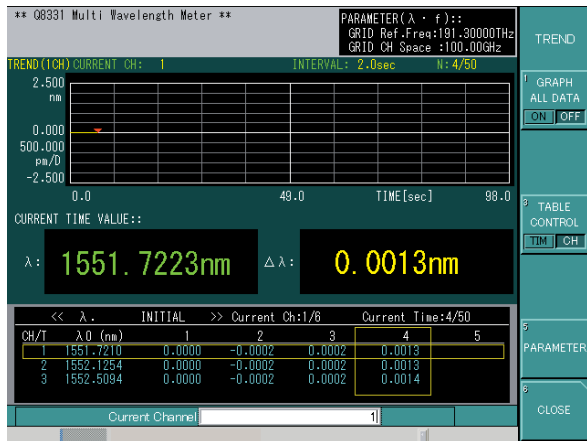 ** Q8331 Multi Wavelength Meter **
PARAMETER(λ · f)::
GRID Ref.Freq:191.30000THz
GRID CH Space :100.00GHz
TREND
TREND(1CH) CURRENT CH: 1 INTERVAL: 2.0sec N:4/50
2.500
nm
0.000
500.000
pm/D
-2.500
0.0 49.0 TIME[sec] 98.0
1 GRAPH
ALL DATA
ON OFF
CURRENT TIME VALUE::
λ: 1551.7223nm Δλ: 0.0013nm
3 TABLE
CONTROL
TIM CH
<< λ. INITIAL >> Current Ch:1/6 Current Time:4/50
CH/T λ0 (nm) 1 2 3 4 5
1 1551.7210 0.0000 -0.0002 0.0002 0.0013
2 1552.1254 0.0000 -0.0002 0.0002 0.0013
3 1552.5094 0.0000 -0.0002 0.0002 0.0014
5
PARAMETER
6
CLOSE
Current Channel 1